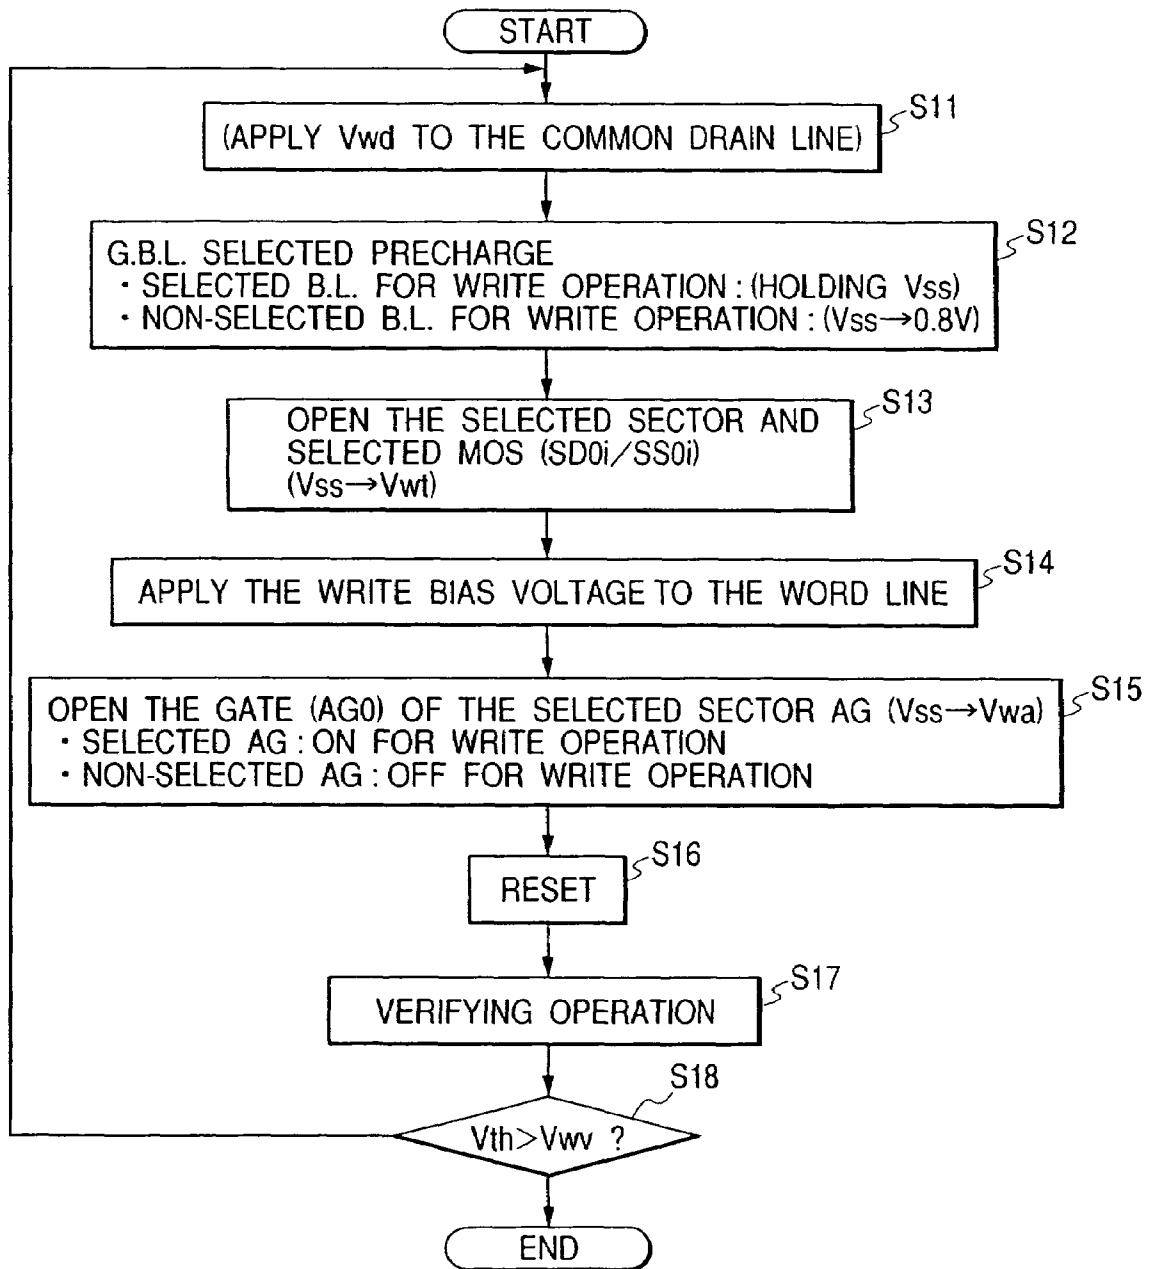 START
S11
(APPLY Vwd TO THE COMMON DRAIN LINE)
S12
G.B.L. SELECTED PRECHARGE
・SELECTED B.L. FOR WRITE OPERATION : (HOLDING Vss)
・NON-SELECTED B.L. FOR WRITE OPERATION : (Vss→0.8V)
S13
OPEN THE SELECTED SECTOR AND
SELECTED MOS (SD0i/SS0i)
(Vss→Vwt)
S14
APPLY THE WRITE BIAS VOLTAGE TO THE WORD LINE
S15
OPEN THE GATE (AG0) OF THE SELECTED SECTOR AG (Vss→Vwa)
・SELECTED AG : ON FOR WRITE OPERATION
・NON-SELECTED AG : OFF FOR WRITE OPERATION
S16
RESET
S17
VERIFYING OPERATION
S18
Vth>Vwv ?
END